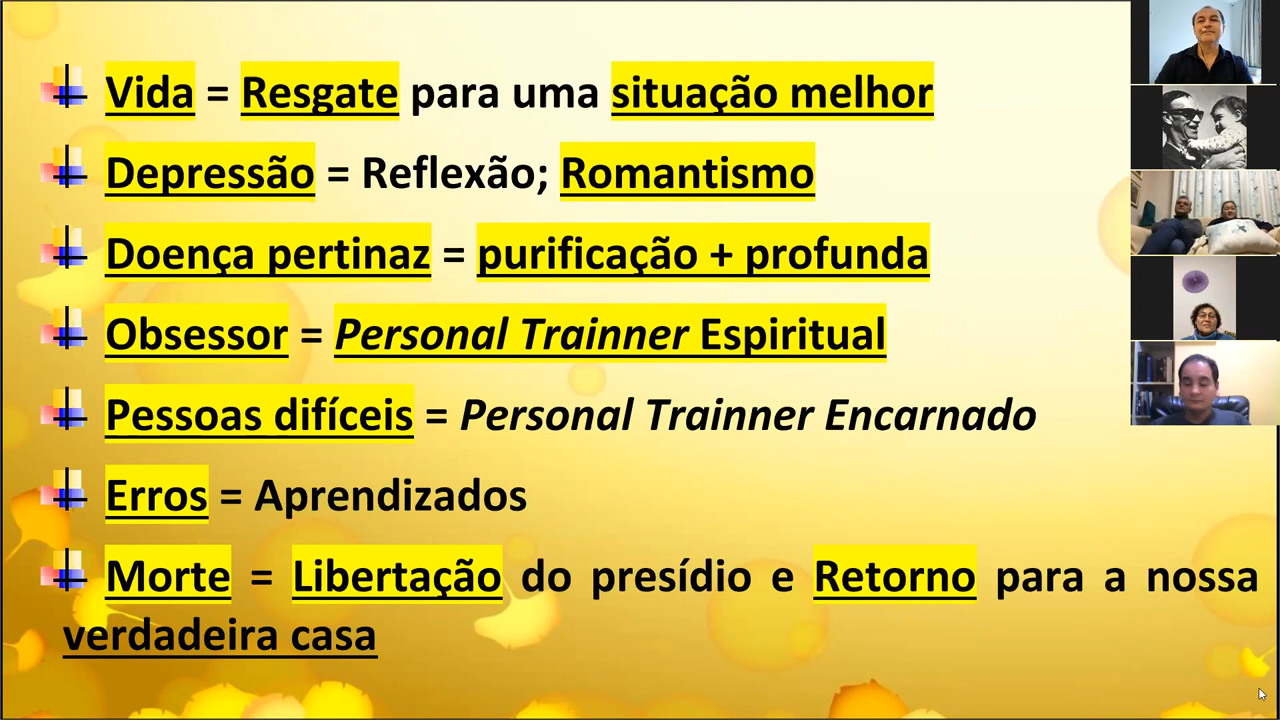 Vida = Resgate para uma situação melhor
Depressão = Reflexão; Romantismo
Doença pertinaz = purificação + profunda
Obsessor = Personal Trainner Espiritual
Pessoas difíceis = Personal Trainner Encarnado
Erros = Aprendizados
Morte = Libertação do presídio e Retorno para a nossa
verdadeira casa